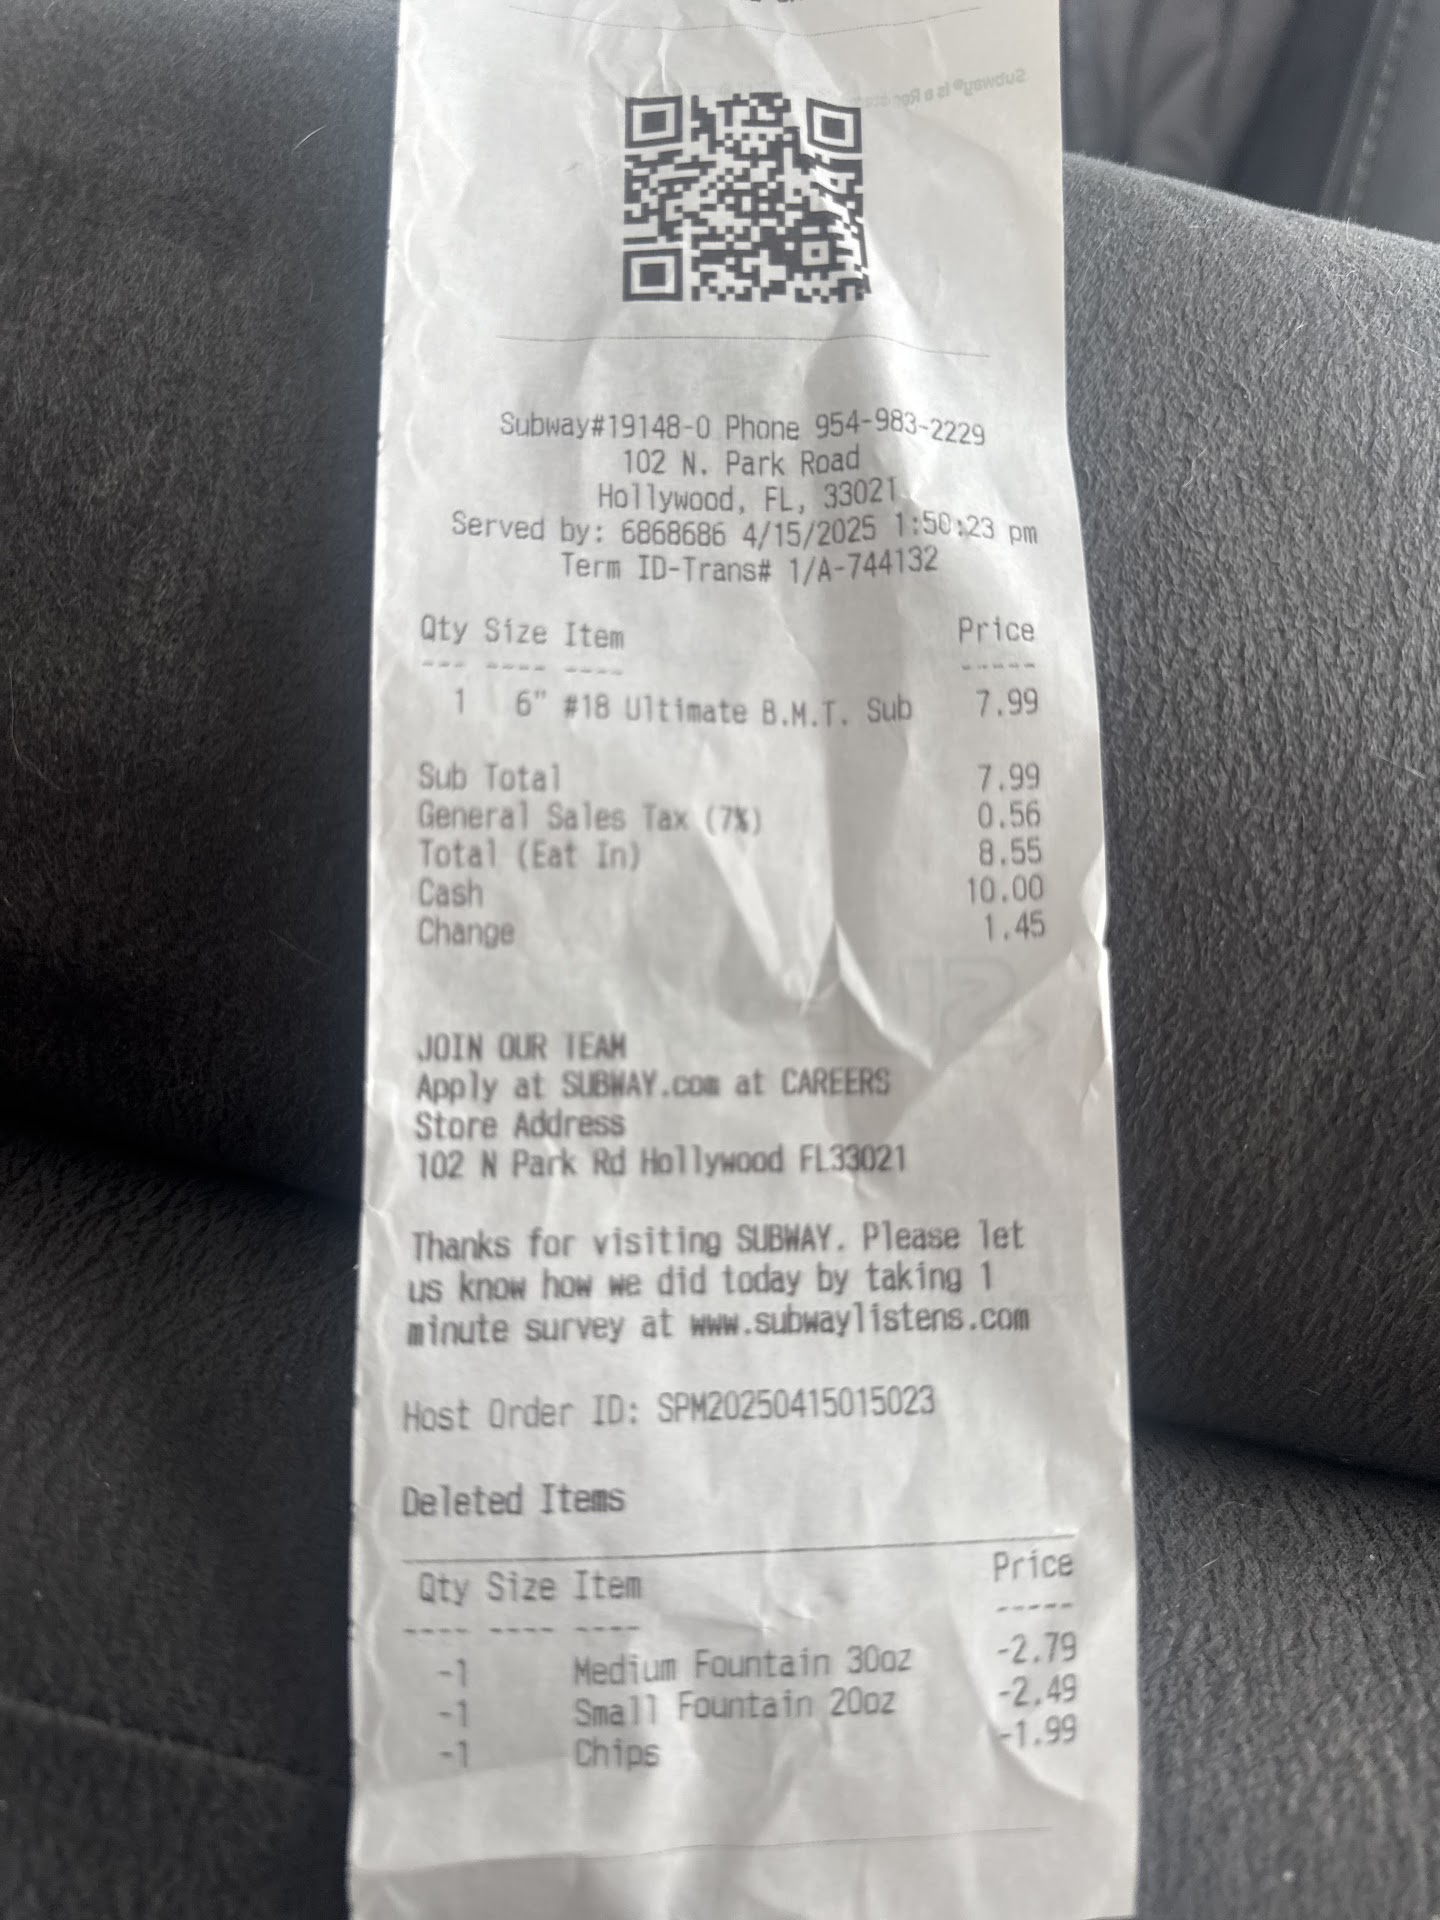 Subway#19148-0 Phone 954-983-2229
102 N. Park Road
Hollywood, FL, 33021
Served by: 6868686 4/15/2025 1:50:23 pm
Term ID-Trans# 1/A-744132
Qty Size Item Price
--- ---- ---- -----
1 6" #18 Ultimate B.M.T. Sub 7.99
Sub Total 7.99
General Sales Tax (7%) 0.56
Total (Eat In) 8.55
Cash 10.00
Change 1.45
JOIN OUR TEAM
Apply at SUBWAY.com at CAREERS
Store Address
102 N Park Rd Hollywood FL33021
Thanks for visiting SUBWAY. Please let
us know how we did today by taking 1
minute survey at www.subwaylistens.com
Host Order ID: SPM20250415015023
Deleted Items
Qty Size Item Price
---- ---- ---- -----
-1 Medium Fountain 30oz -2.79
-1 Small Fountain 20oz -2.49
-1 Chips -1.99